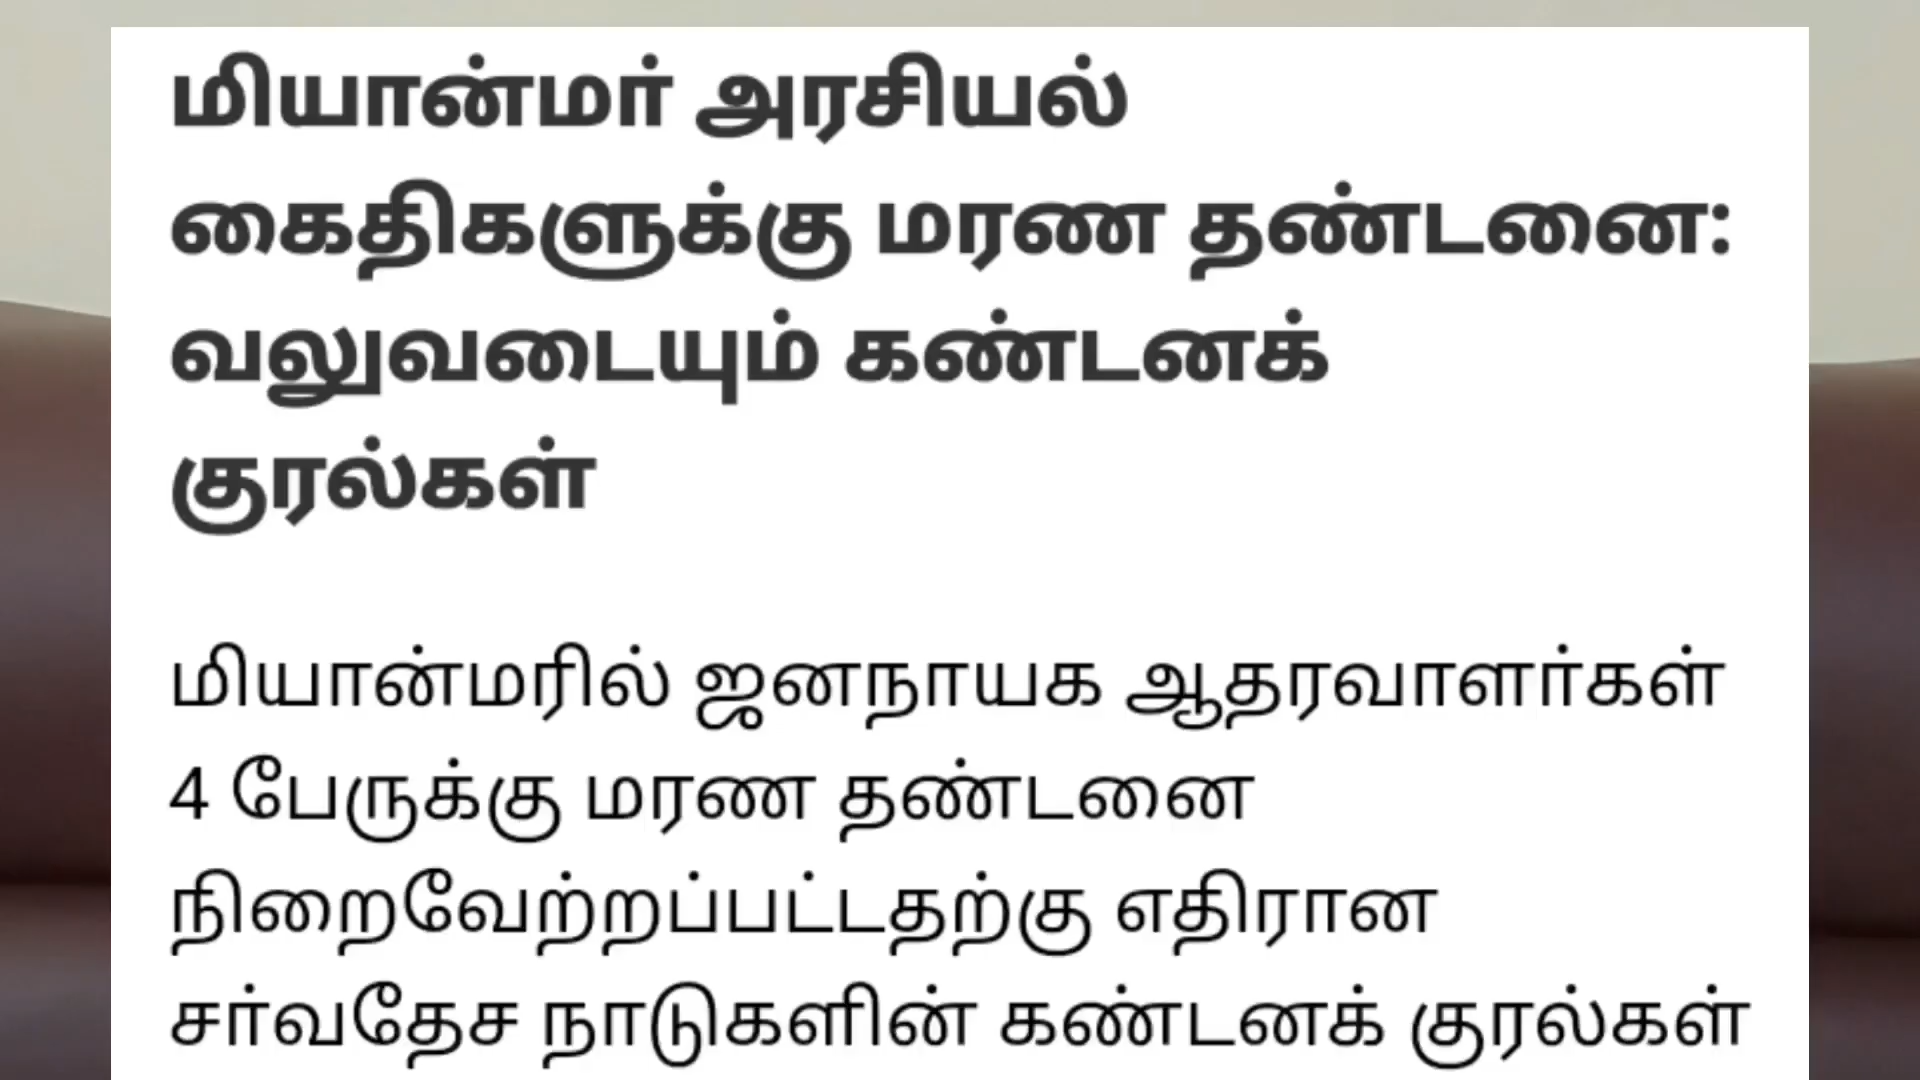 மியான்மர் அரசியல்
கைதிகளுக்கு மரண தண்டனை:
வலுவடையும் கண்டனக்
குரல்கள்
மியான்மரில் ஜனநாயக ஆதரவாளர்கள்
4 பேருக்கு மரண தண்டனை
நிறைவேற்றப்பட்டதற்கு எதிரான
சர்வதேச நாடுகளின் கண்டனக் குரல்கள்